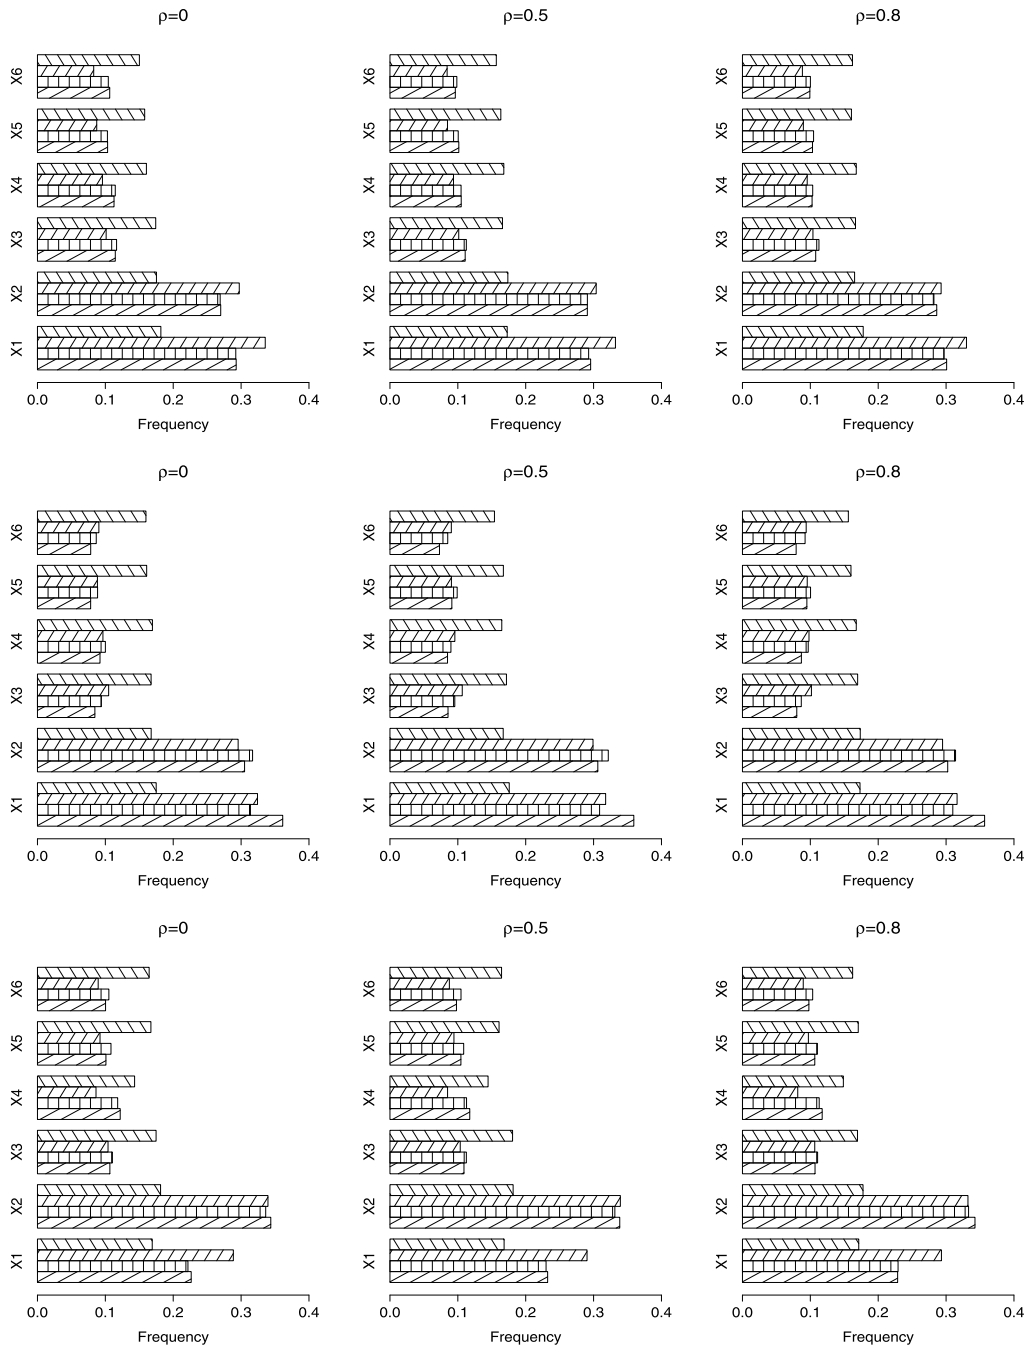 ρ=0 ρ=0.5 ρ=0.8
X6 X6 X6
X5 X5 X5
X4 X4 X4
X3 X3 X3
X2 X2 X2
X1 X1 X1
0.0 0.1 0.2 0.3 0.4 0.0 0.1 0.2 0.3 0.4 0.0 0.1 0.2 0.3 0.4
Frequency Frequency Frequency
ρ=0 ρ=0.5 ρ=0.8
X6 X6 X6
X5 X5 X5
X4 X4 X4
X3 X3 X3
X2 X2 X2
X1 X1 X1
0.0 0.1 0.2 0.3 0.4 0.0 0.1 0.2 0.3 0.4 0.0 0.1 0.2 0.3 0.4
Frequency Frequency Frequency
ρ=0 ρ=0.5 ρ=0.8
X6 X6 X6
X5 X5 X5
X4 X4 X4
X3 X3 X3
X2 X2 X2
X1 X1 X1
0.0 0.1 0.2 0.3 0.4 0.0 0.1 0.2 0.3 0.4 0.0 0.1 0.2 0.3 0.4
Frequency Frequency Frequency